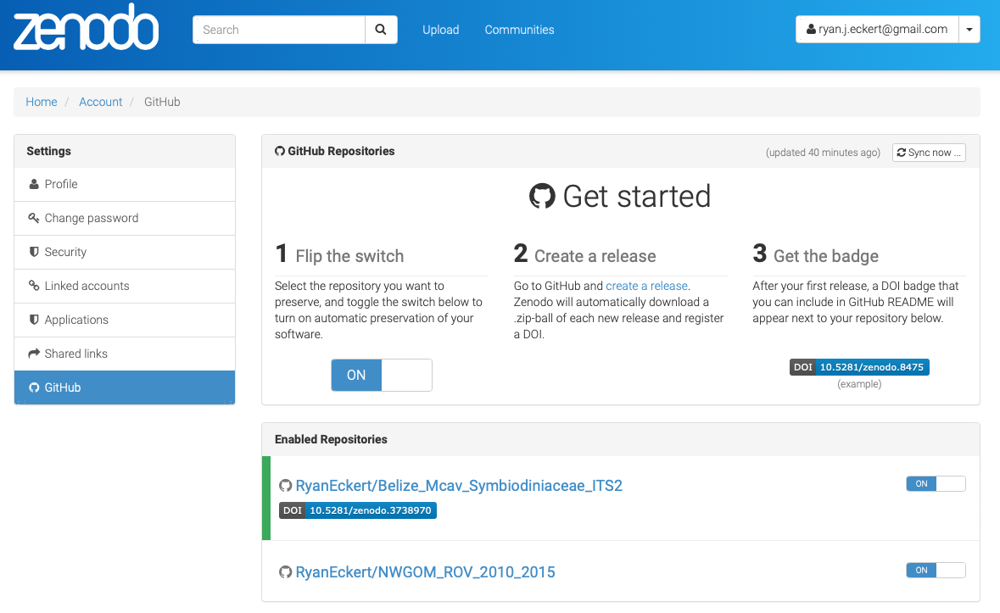 zenodo
Search
Upload
Communities
ryan.j.eckert@gmail.com
Home / Account / GitHub
Settings
Profile
Change password
Security
Linked accounts
Applications
Shared links
GitHub
GitHub Repositories
(updated 40 minutes ago)
Sync now ...
Get started
1 Flip the switch
Select the repository you want to
preserve, and toggle the switch below to
turn on automatic preservation of your
software.
ON
2 Create a release
Go to GitHub and create a release.
Zenodo will automatically download a
.zip-ball of each new release and register
a DOI.
3 Get the badge
After your first release, a DOI badge that
you can include in GitHub README will
appear next to your repository below.
DOI 10.5281/zenodo.8475
(example)
Enabled Repositories
RyanEckert/Belize_Mcav_Symbiodiniaceae_ITS2
ON
DOI 10.5281/zenodo.3738970
RyanEckert/NWGOM_ROV_2010_2015
ON